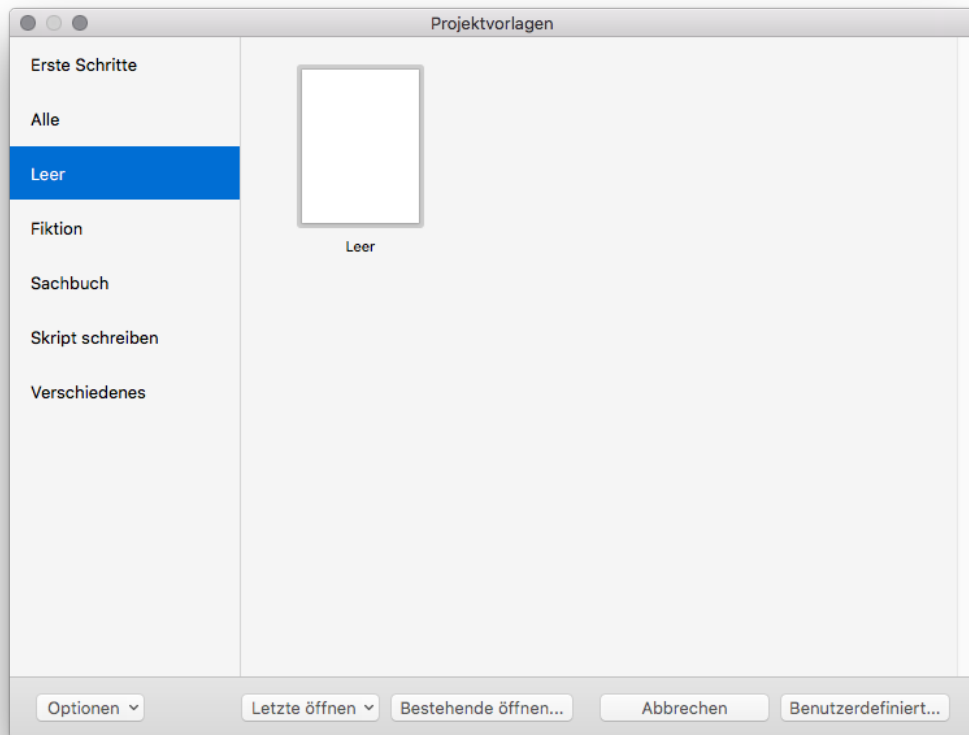 Projektvorlagen
Erste Schritte
Alle
Leer
Fiktion
Sachbuch
Skript schreiben
Verschiedenes
Leer
Optionen
Letzte öffnen
Bestehende öffnen...
Abbrechen
Benutzerdefiniert...